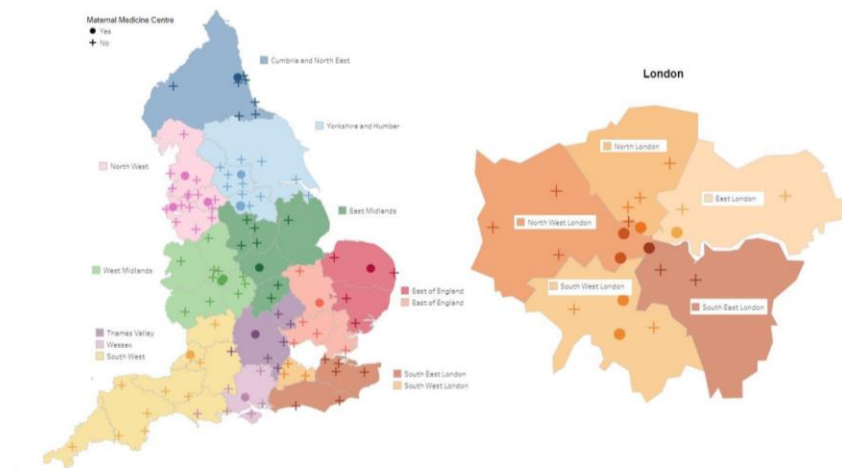 Maternal Medicine Centre
Yes
No
Cumbria and North East
Yorkshire and Humber
North West
East Midlands
West Midlands
East of England
East of England
Thames Valley
Wessex
South West
South East London
South West London
London
North London
East London
North West London
South West London
South East London